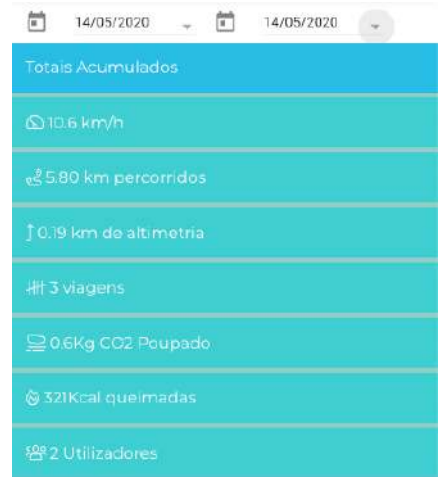 14/05/2020 14/05/2020
Totais Acumulados
10.6 km/h
5.80 km percorridos
0.19 km de altimetria
3 viagens
0.6Kg CO2 Poupado
321Kcal queimadas
2 Utilizadores